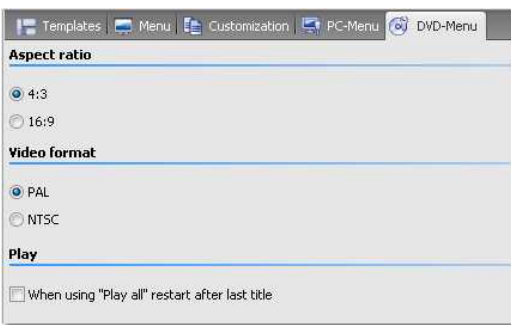 Templates Menu Customization PC-Menu DVD-Menu
Aspect ratio
4:3
16:9
Video format
PAL
NTSC
Play
When using "Play all" restart after last title